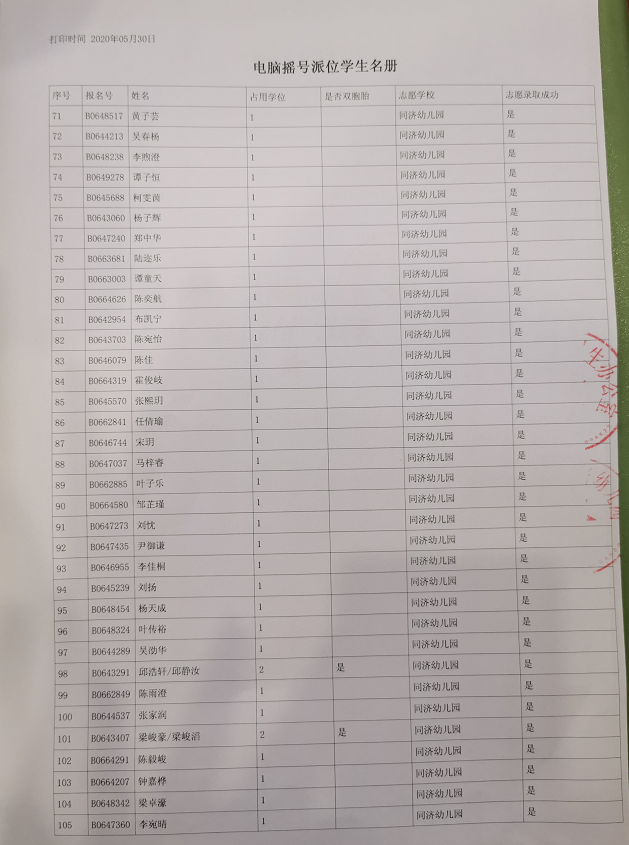 打印时间 2020年05月30日
电脑摇号派位学生名册
序号 报名号 姓名 占用学位 是否双胞胎 志愿学校 志愿录取成功
71 B0648517 黄子芸 1 同济幼儿园 是
72 B0644213 吴春杨 1 同济幼儿园 是
73 B0648238 李煦澄 1 同济幼儿园 是
74 B0649278 谭子恒 1 同济幼儿园 是
75 B0645688 柯雯茵 1 同济幼儿园 是
76 B0643060 杨子辉 1 同济幼儿园 是
77 B0647240 郑中华 1 同济幼儿园 是
78 B0663681 陆连乐 1 同济幼儿园 是
79 B0663003 谭童天 1 同济幼儿园 是
80 B0664626 陈奕航 1 同济幼儿园 是
81 B0642954 布凯宁 1 同济幼儿园 是
82 B0643703 陈宛怡 1 同济幼儿园 是
83 B0646079 陈佳 1 同济幼儿园 是
84 B0664319 霍俊岐 1 同济幼儿园 是
85 B0645570 张熙玥 1 同济幼儿园 是
86 B0662841 任倩瑜 1 同济幼儿园 是
87 B0646744 宋玥 1 同济幼儿园 是
88 B0647037 马梓睿 1 同济幼儿园 是
89 B0662885 叶子乐 1 同济幼儿园 是
90 B0664580 邹芷瑾 1 同济幼儿园 是
91 B0647273 刘忱 1 同济幼儿园 是
92 B0647435 尹御谦 1 同济幼儿园 是
93 B0646955 李佳桐 1 同济幼儿园 是
94 B0645239 刘扬 1 同济幼儿园 是
95 B0648454 杨天成 1 同济幼儿园 是
96 B0648324 叶传裕 1 同济幼儿园 是
97 B0644289 吴劭华 1 同济幼儿园 是
98 B0643291 邱浩轩/邱静汝 2 是 同济幼儿园 是
99 B0662849 陈雨澄 1 同济幼儿园 是
100 B0644537 张家润 1 同济幼儿园 是
101 B0643407 梁峻豪/梁峻滔 2 是 同济幼儿园 是
102 B0664291 陈毅峻 1 同济幼儿园 是
103 B0664207 钟嘉桦 1 同济幼儿园 是
104 B0648342 梁卓濠 1 同济幼儿园 是
105 B0647360 李宛晴 1 同济幼儿园 是
生办公室
幼儿园